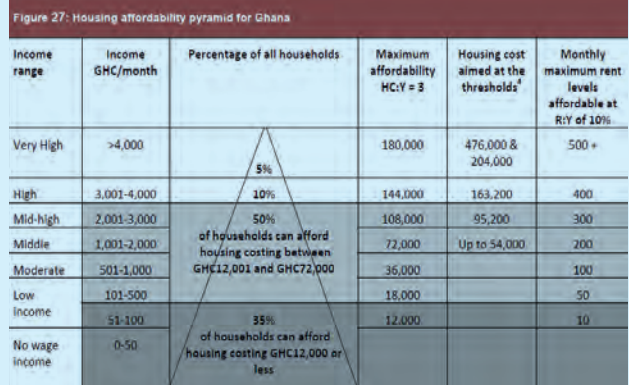 Figure 27: Housing affordability pyramid for Ghana
Income range
Income GHC/month
Percentage of all households
Maximum affordability HC:Y = 3
Housing cost aimed at the thresholds⁴
Monthly maximum rent levels affordable at R:Y of 10%
Very High >4,000 5% 180,000 476,000 & 204,000 500 +
High 3,001-4,000 10% 144,000 163,200 400
Mid-high 2,001-3,000 50% 108,000 95,200 300
Middle 1,001-2,000 of households can afford housing costing between 72,000 Up to 54,000 200
Moderate 501-1,000 GHC12,001 and GHC72,000 36,000 100
Low income 101-500 18,000 50
51-100 35% 12,000 10
No wage income 0-50 of households can afford housing costing GHC12,000 or less